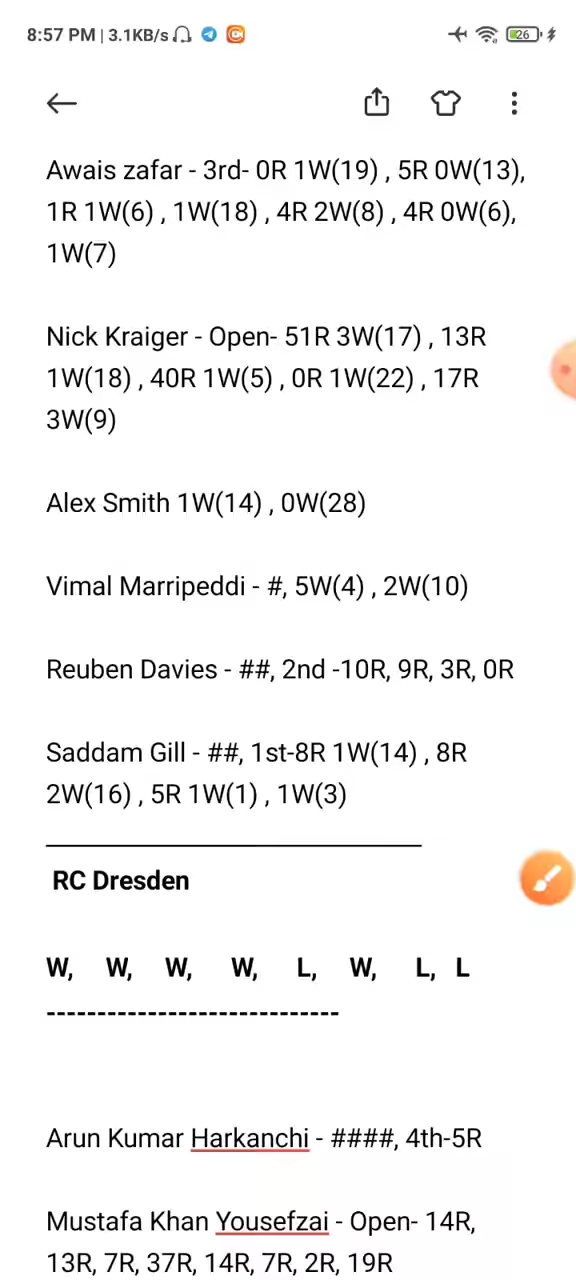 8:57 PM | 3.1KB/s
26
Awais zafar - 3rd- 0R 1W(19) , 5R 0W(13),
1R 1W(6) , 1W(18) , 4R 2W(8) , 4R 0W(6),
1W(7)
Nick Kraiger - Open- 51R 3W(17) , 13R
1W(18) , 40R 1W(5) , 0R 1W(22) , 17R
3W(9)
Alex Smith 1W(14) , 0W(28)
Vimal Marripeddi - #, 5W(4) , 2W(10)
Reuben Davies - ##, 2nd -10R, 9R, 3R, 0R
Saddam Gill - ##, 1st-8R 1W(14) , 8R
2W(16) , 5R 1W(1) , 1W(3)
RC Dresden
W, W, W, W, L, W, L, L
----------------------------
Arun Kumar Harkanchi - ####, 4th-5R
Mustafa Khan Yousefzai - Open- 14R,
13R, 7R, 37R, 14R, 7R, 2R, 19R